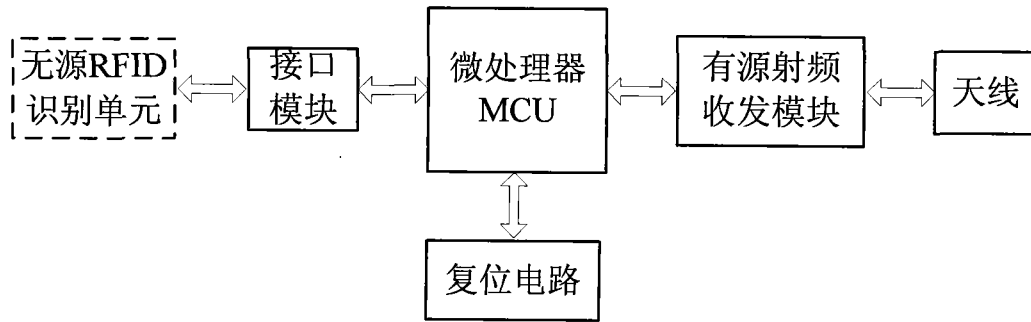 无源RFID
识别单元
接口
模块
微处理器
MCU
有源射频
收发模块
天线
复位电路